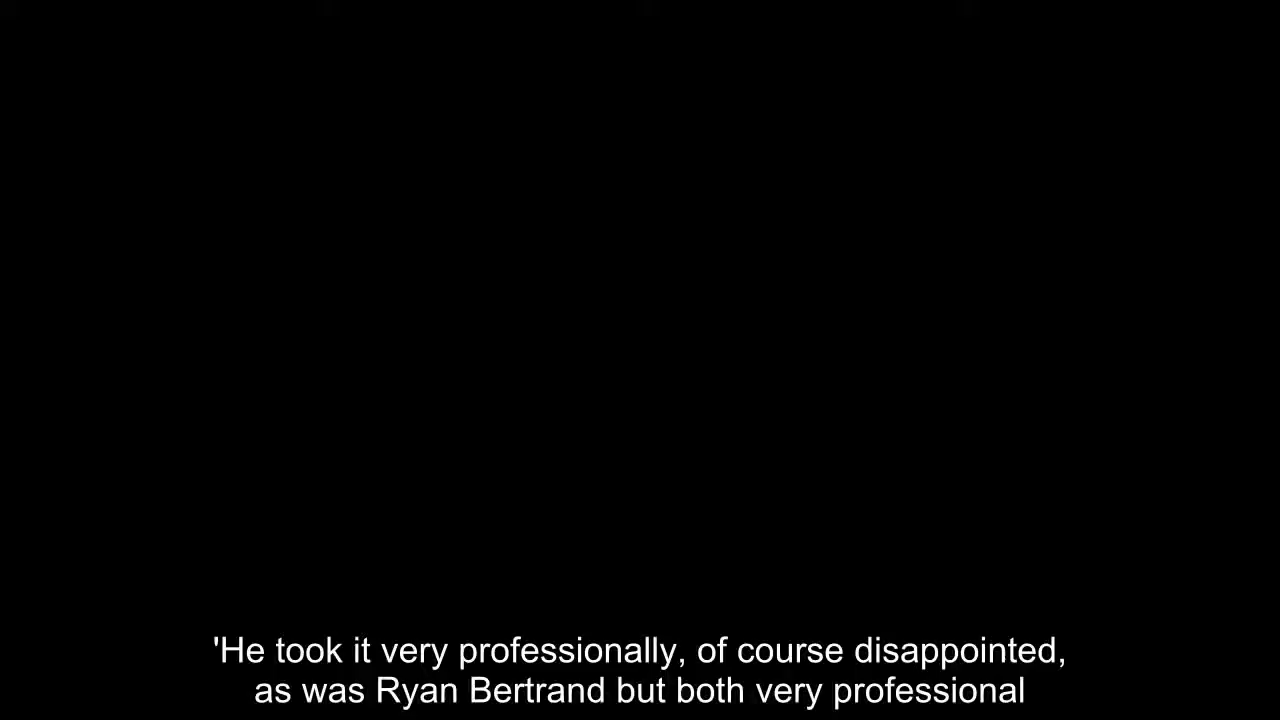 'He took it very professionally, of course disappointed,
as was Ryan Bertrand but both very professional